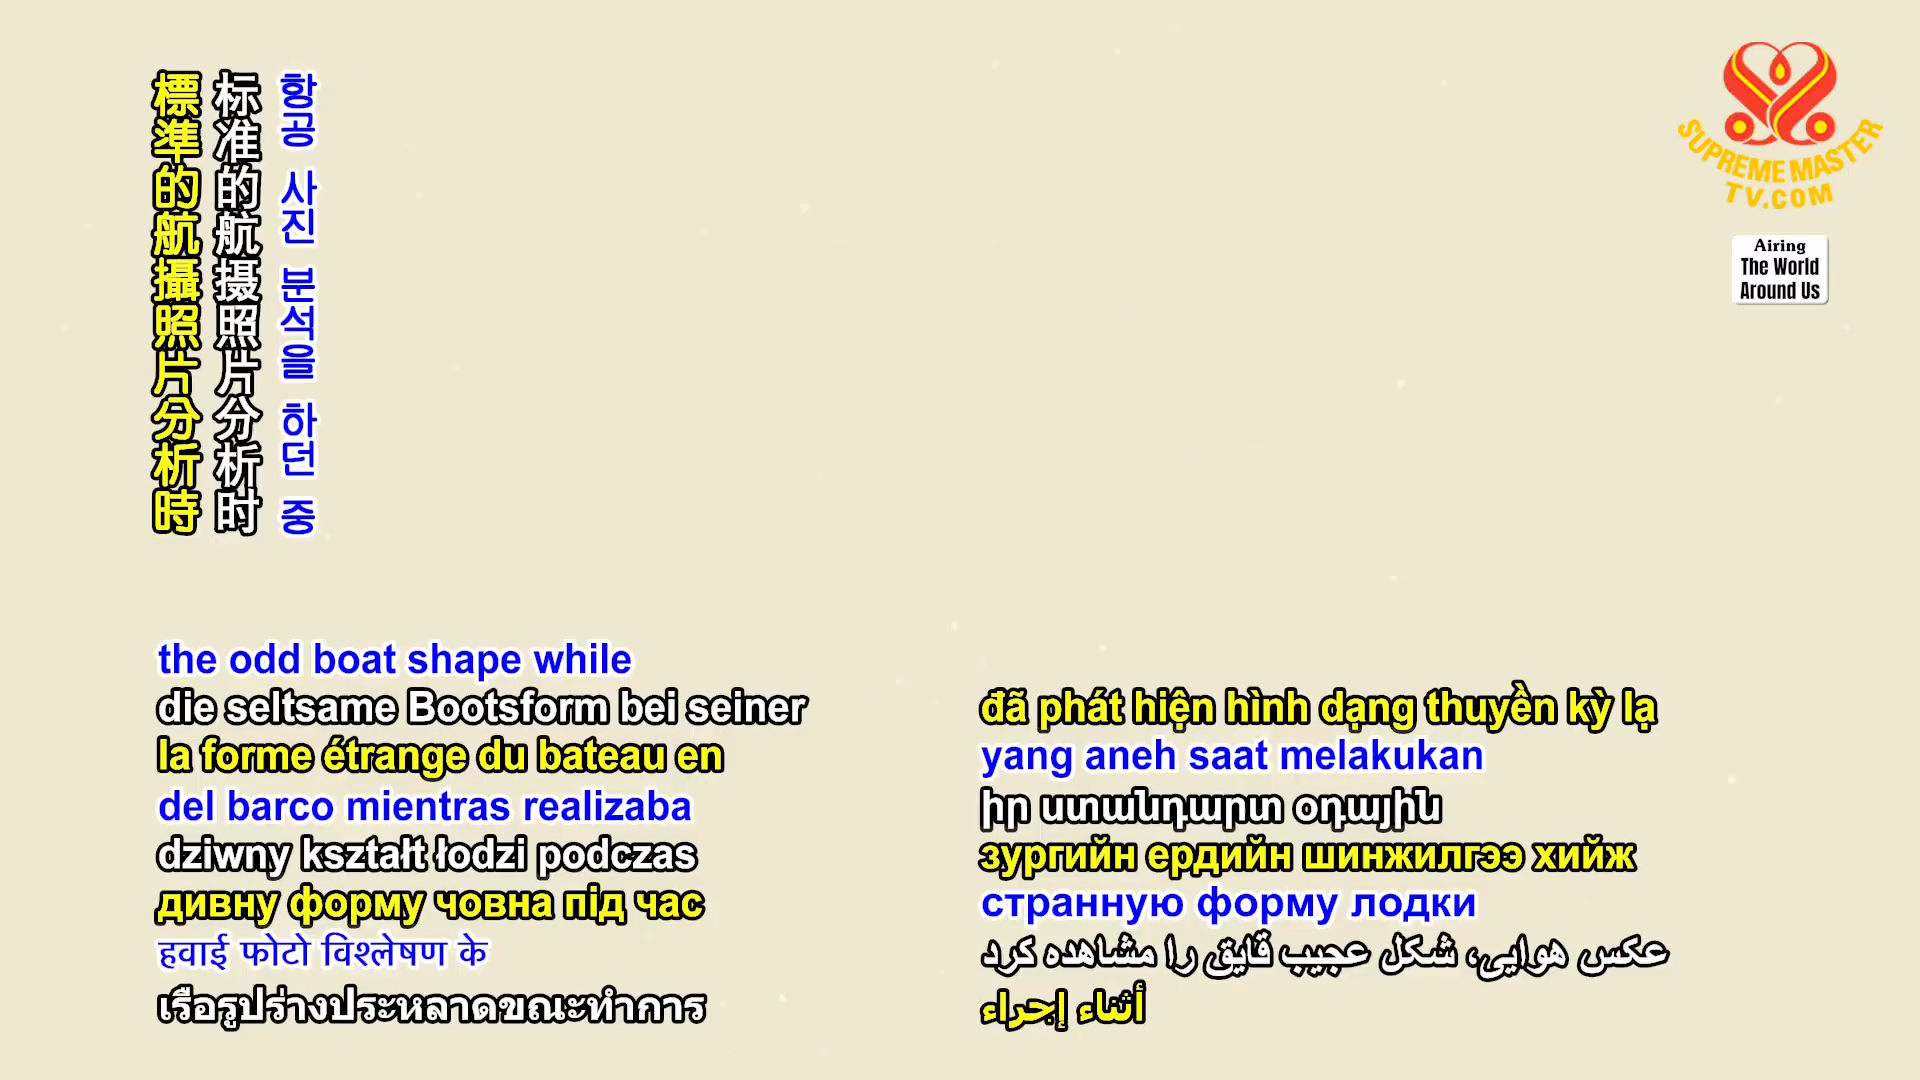 標準的航攝照片分析時
标准的航摄照片分析时
항공 사진 분석을 하던 중
SUPREME MASTER
TV.COM
Airing
The World
Around Us
the odd boat shape while
die seltsame Bootsform bei seiner
la forme étrange du bateau en
del barco mientras realizaba
dziwny kształt łodzi podczas
дивну форму човна під час
हवाई फोटो विश्लेषण के
เรือรูปร่างประหลาดขณะทำการ
đã phát hiện hình dạng thuyền kỳ lạ
yang aneh saat melakukan
իր ստանդարտ օդային
зургийн ердийн шинжилгээ хийж
странную форму лодки
عکس هوایی، شکل عجیب قایق را مشاهده کرد
أثناء إجراء